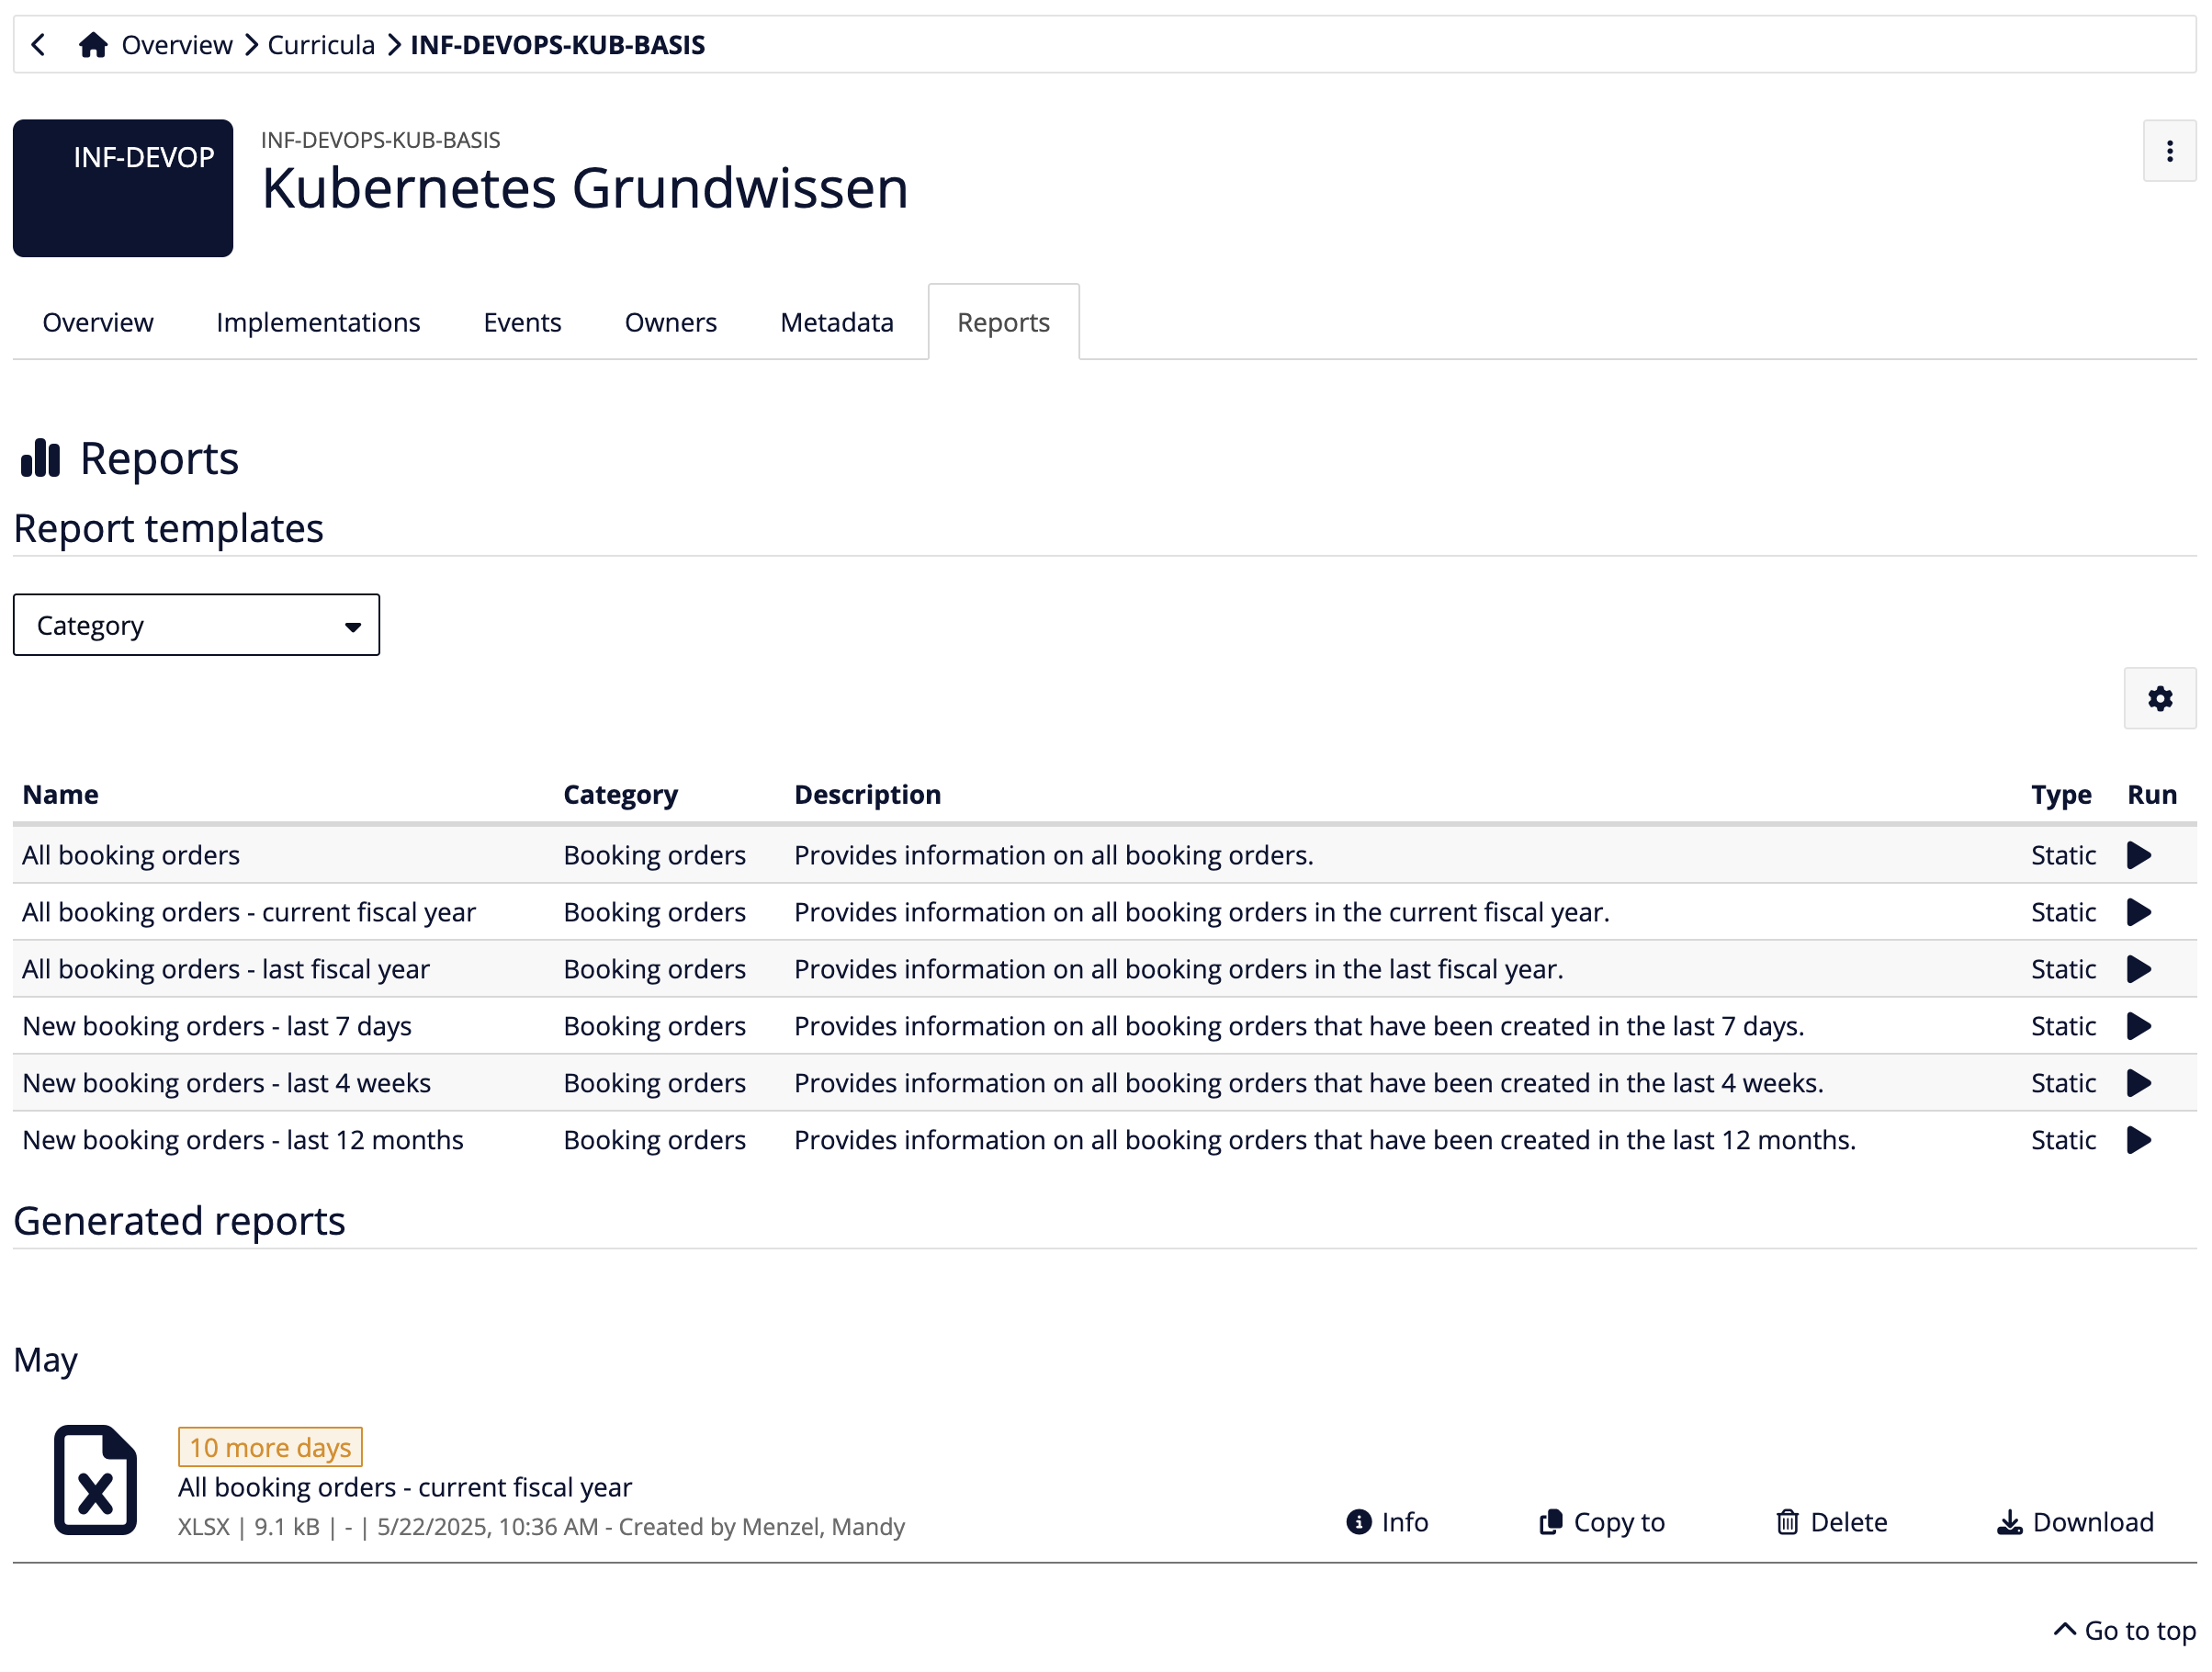 Overview Curricula INF-DEVOPS-KUB-BASIS
INF-DEVOP
INF-DEVOPS-KUB-BASIS
Kubernetes Grundwissen
Overview Implementations Events Owners Metadata Reports
Reports
Report templates
Category
Name Category Description Type Run
All booking orders Booking orders Provides information on all booking orders. Static
All booking orders - current fiscal year Booking orders Provides information on all booking orders in the current fiscal year. Static
All booking orders - last fiscal year Booking orders Provides information on all booking orders in the last fiscal year. Static
New booking orders - last 7 days Booking orders Provides information on all booking orders that have been created in the last 7 days. Static
New booking orders - last 4 weeks Booking orders Provides information on all booking orders that have been created in the last 4 weeks. Static
New booking orders - last 12 months Booking orders Provides information on all booking orders that have been created in the last 12 months. Static
Generated reports
May
10 more days
All booking orders - current fiscal year
XLSX | 9.1 kB | - | 5/22/2025, 10:36 AM - Created by Menzel, Mandy
Info Copy to Delete Download
Go to top